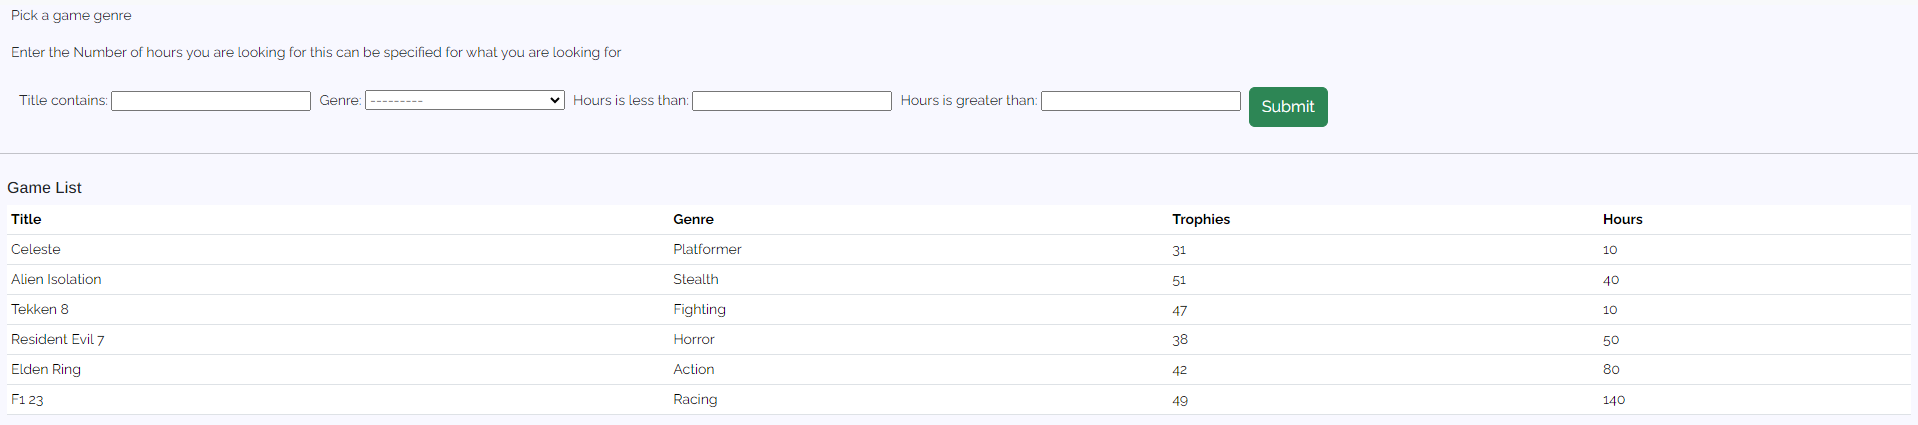 Pick a game genre
Enter the Number of hours you are looking for this can be specified for what you are looking for
Title contains: Genre: --------- Hours is less than: Hours is greater than: Submit
Game List
Title Genre Trophies Hours
Celeste Platformer 31 10
Alien Isolation Stealth 51 40
Tekken 8 Fighting 47 10
Resident Evil 7 Horror 38 50
Elden Ring Action 42 80
F1 23 Racing 49 140